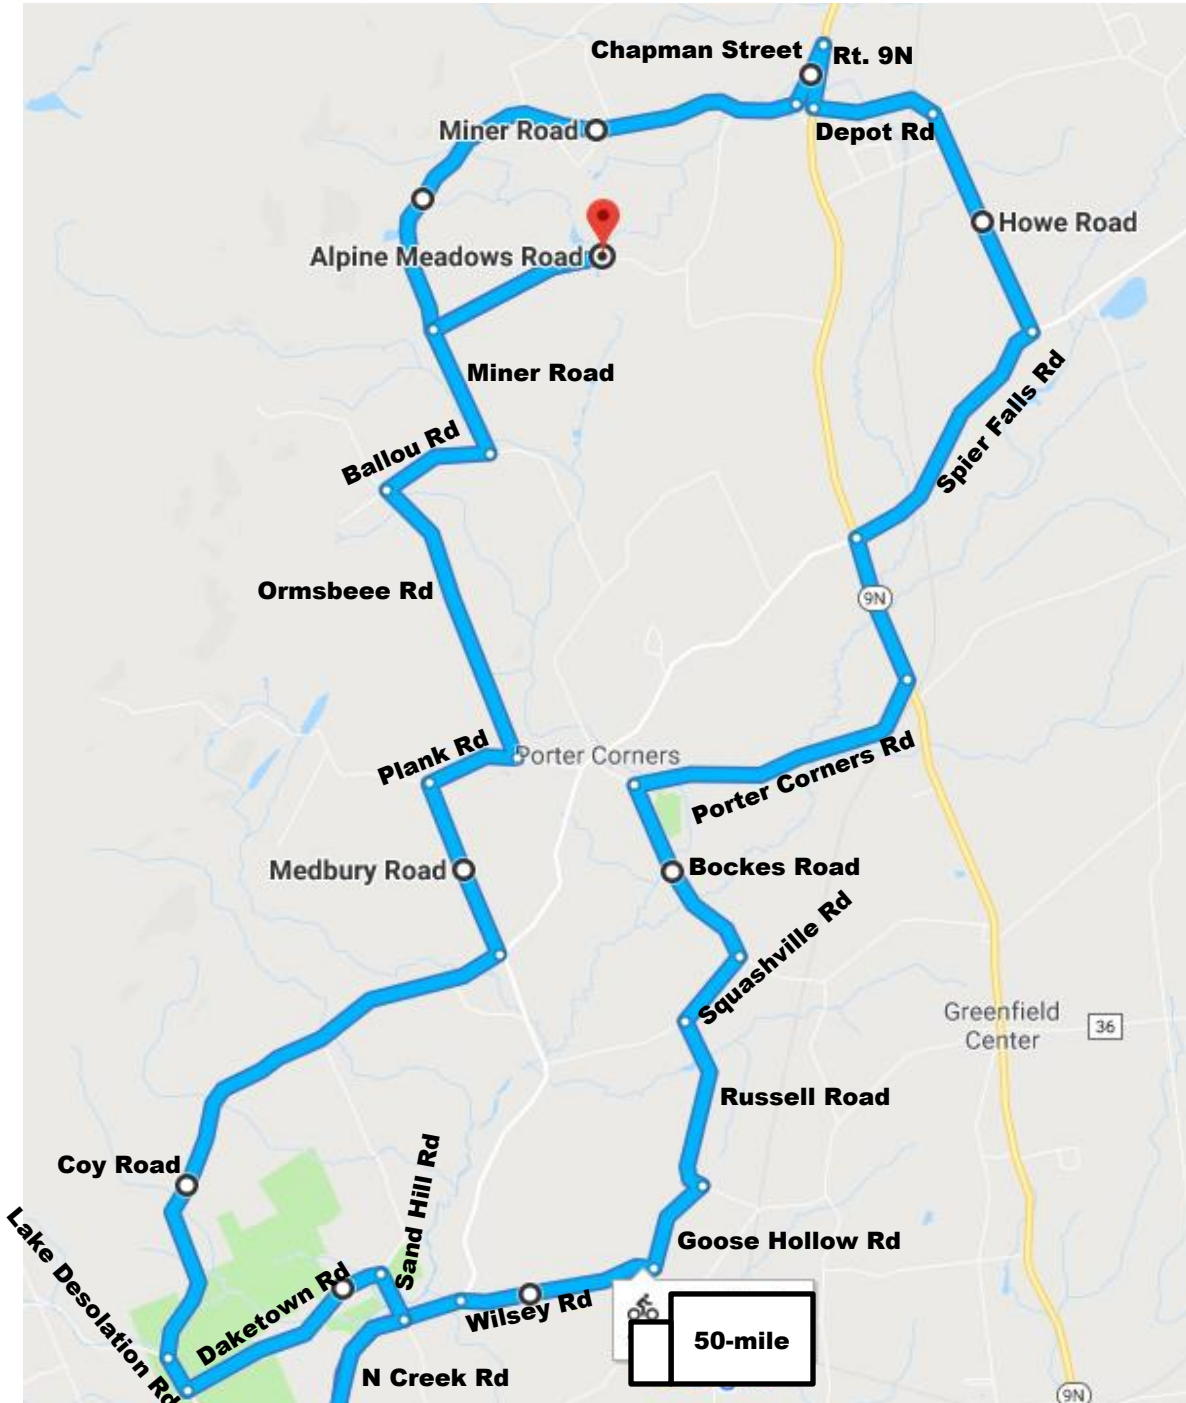 Chapman Street
Rt. 9N
Miner Road
Depot Rd
Howe Road
Alpine Meadows Road
Miner Road
Spier Falls Rd
Ballou Rd
Ormsbeee Rd
9N
Plank Rd
Porter Corners
Porter Corners Rd
Medbury Road
Bockes Road
Squashville Rd
Greenfield
Center
36
Russell Road
Coy Road
Sand Hill Rd
Lake Desolation Rd
Goose Hollow Rd
Daketown Rd
Wilsey Rd
50-mile
N Creek Rd
9N